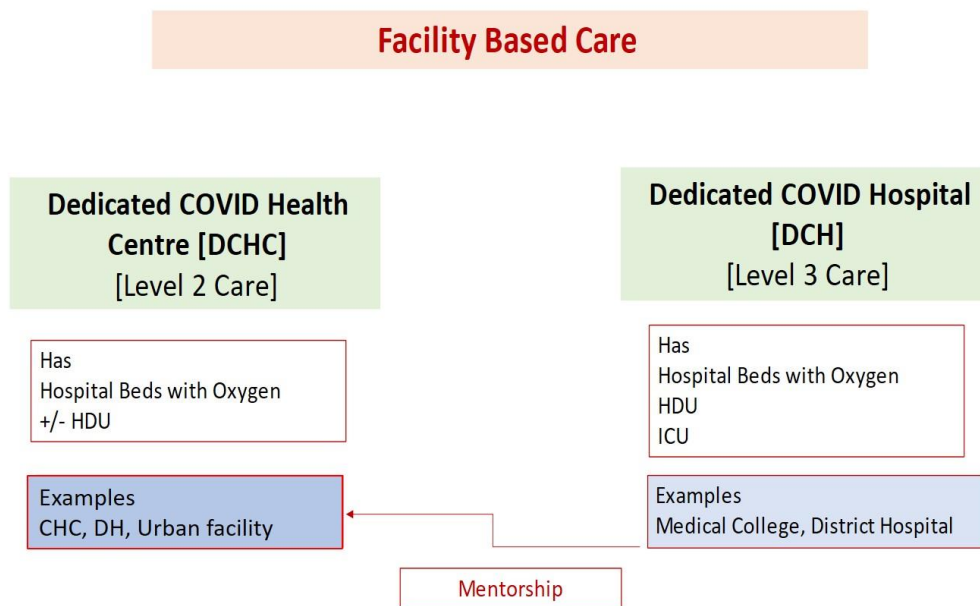 Facility Based Care
Dedicated COVID Health
Centre [DCHC]
[Level 2 Care]
Has
Hospital Beds with Oxygen
+/- HDU
Examples
CHC, DH, Urban facility
Dedicated COVID Hospital
[DCH]
[Level 3 Care]
Has
Hospital Beds with Oxygen
HDU
ICU
Examples
Medical College, District Hospital
Mentorship